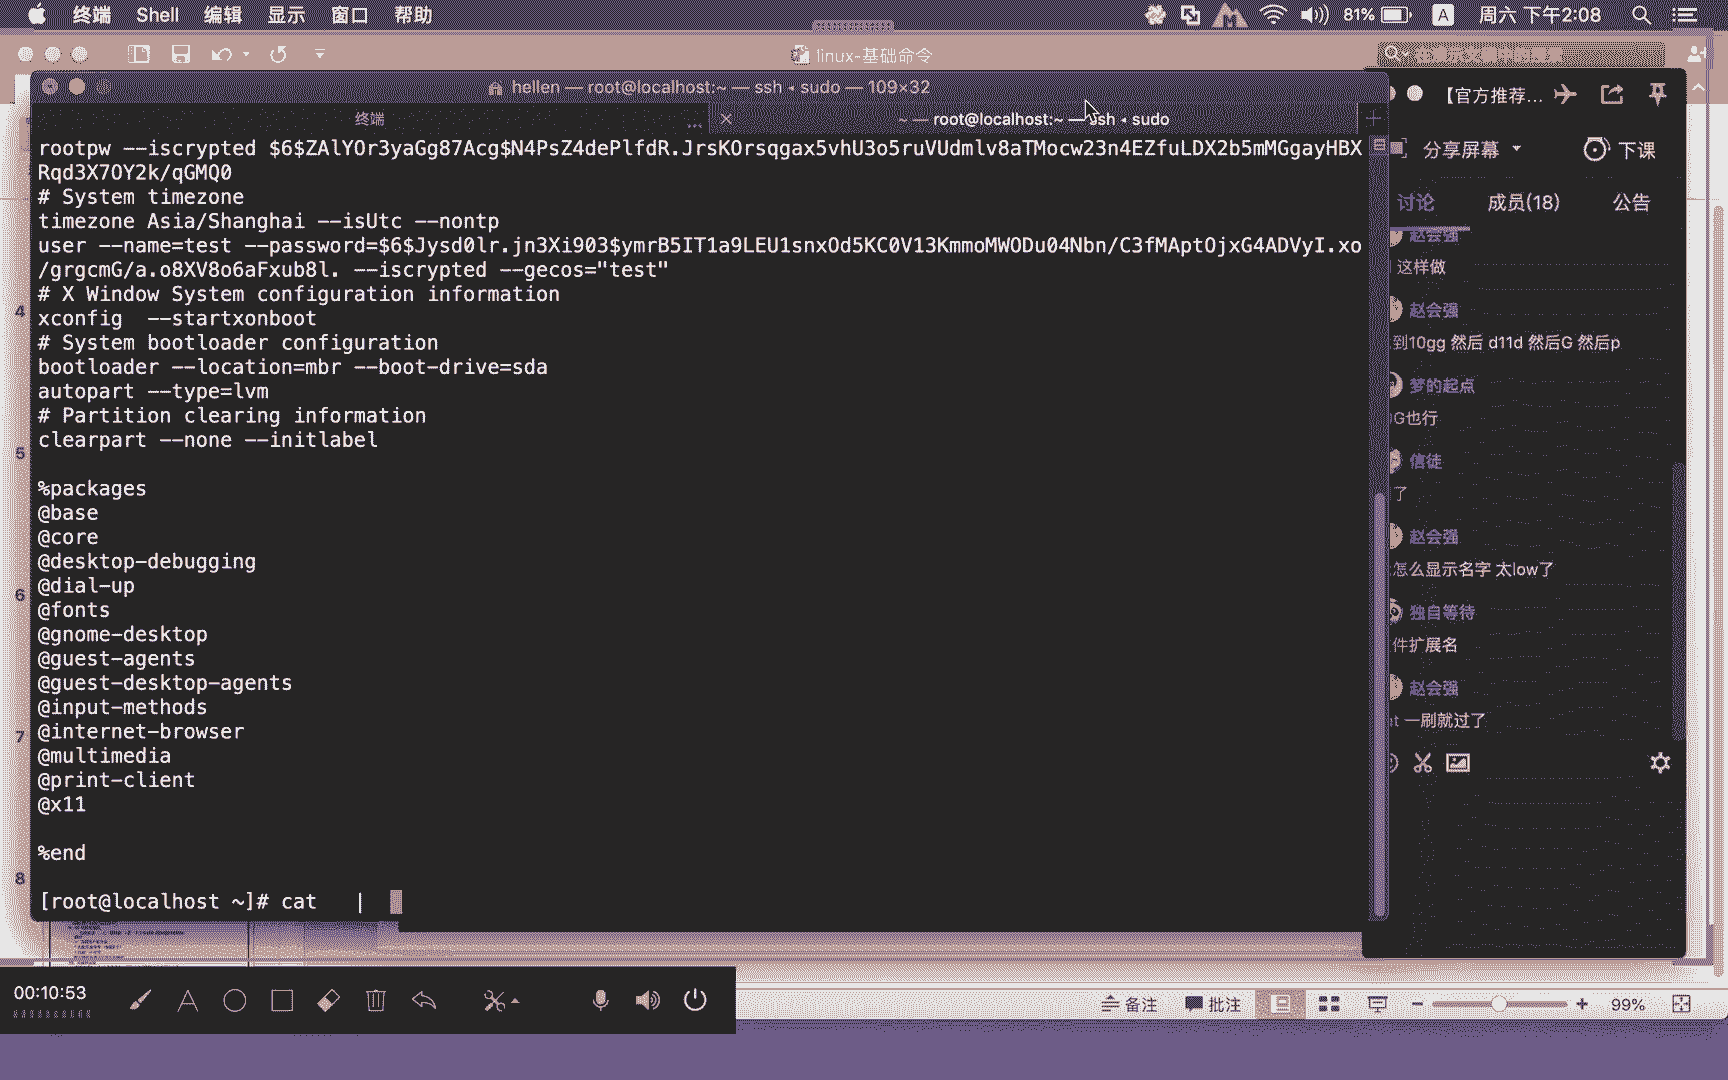 终端 Shell 编辑 显示 窗口 帮助 81% A 周六 下午2:08
linux-基础命令
hellen — root@localhost:~ — ssh ◂ sudo — 109×32
终端 ... ~ — root@localhost:~ — ssh ◂ sudo
rootpw --iscrypted $6$ZAlYOr3yaGg87Acg$N4PsZ4dePlfdR.JrsKOrsqgax5vhU3o5ruVUdmlv8aTMocw23n4EZfuLDX2b5mMGgayHBX
Rqd3X7OY2k/qGMQ0
# System timezone
timezone Asia/Shanghai --isUtc --nontp
user --name=test --password=$6$Jysd0lr.jn3Xi903$ymrB5IT1a9LEU1snxOd5KC0V13KmmoMWODu04Nbn/C3fMAptOjxG4ADVyI.xo
/grgcmG/a.o8XV8o6aFxub8l. --iscrypted --gecos="test"
# X Window System configuration information
xconfig  --startxonboot
# System bootloader configuration
bootloader --location=mbr --boot-drive=sda
autopart --type=lvm
# Partition clearing information
clearpart --none --initlabel
%packages
@base
@core
@desktop-debugging
@dial-up
@fonts
@gnome-desktop
@guest-agents
@guest-desktop-agents
@input-methods
@internet-browser
@multimedia
@print-client
@x11
%end
[root@localhost ~]# cat   |
4
5
6
7
8
【官方推荐...
分享屏幕 下课
讨论 成员(18) 公告
赵会强
这样做
赵会强
到10gg 然后 d11d 然后G 然后p
梦的起点
G也行
信徒
了
赵会强
怎么显示名字 太low了
独自等待
件扩展名
赵会强
t 一刷就过了
00:10:53
备注 批注 99%